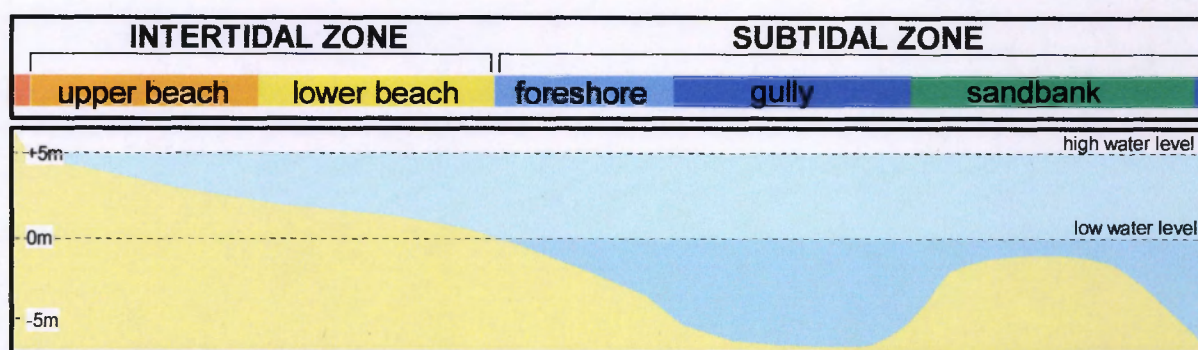 INTERTIDAL ZONE SUBTIDAL ZONE
upper beach lower beach foreshore gully sandbank
high water level
+5m
low water level
0m
-5m